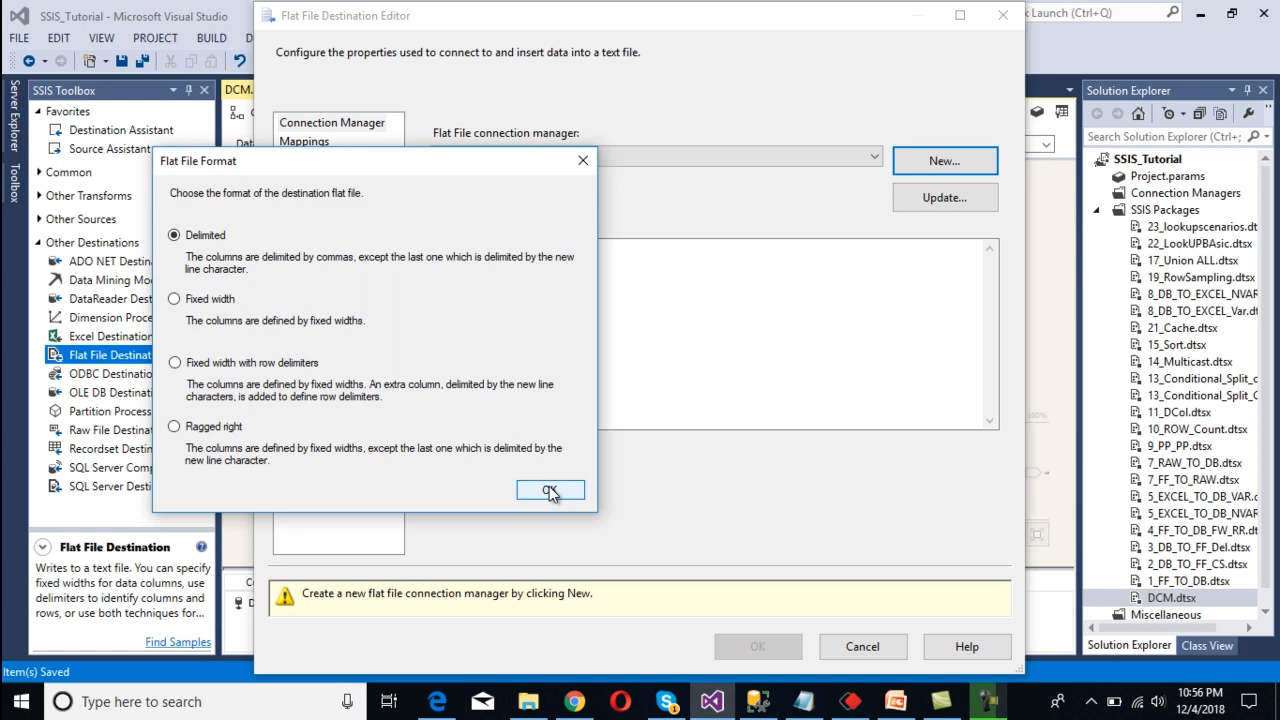 SSIS_Tutorial - Microsoft Visual Studio
Flat File Destination Editor
k Launch (Ctrl+Q)
FILE EDIT VIEW PROJECT BUILD D
Configure the properties used to connect to and insert data into a text file.
Server Explorer
Toolbox
SSIS Toolbox
DCM.
Favorites
Destination Assistant
Source Assistant
Common
Other Transforms
Other Sources
Other Destinations
ADO NET Destin
Data Mining Mo
DataReader Dest
Dimension Proce
Excel Destination
Flat File Destinat
ODBC Destinatio
OLE DB Destinati
Partition Process
Raw File Destinat
Recordset Destin
SQL Server Comp
SQL Server Desti
Flat File Destination
Writes to a text file. You can specify
fixed widths for data columns, use
delimiters to identify columns and
rows, or use both techniques for...
Find Samples
Connection Manager
Mappings
Flat File connection manager:
New...
Update...
Flat File Format
Choose the format of the destination flat file.
Delimited
The columns are delimited by commas, except the last one which is delimited by the new
line character.
Fixed width
The columns are defined by fixed widths.
Fixed width with row delimiters
The columns are defined by fixed widths. An extra column, delimited by the new line
characters, is added to define row delimiters.
Ragged right
The columns are defined by fixed widths, except the last one which is delimited by the
new line character.
OK
Create a new flat file connection manager by clicking New.
OK Cancel Help
100%
Solution Explorer
Search Solution Explorer (Ctrl+;
SSIS_Tutorial
Project.params
Connection Managers
SSIS Packages
23_lookupscenarios.dt
22_LookUPBAsic.dtsx
17_Union ALL.dtsx
19_RowSampling.dtsx
8_DB_TO_EXCEL_NVAR
8_DB_TO_EXCEL_Var.dt
21_Cache.dtsx
15_Sort.dtsx
14_Multicast.dtsx
13_Conditional_Split_c
13_Conditional_Split_C
11_DCol.dtsx
10_ROW_Count.dtsx
9_PP_PP.dtsx
7_RAW_TO_DB.dtsx
7_FF_TO_RAW.dtsx
5_EXCEL_TO_DB_VAR.c
5_EXCEL_TO_DB_NVAR
4_FF_TO_DB_FW_RR.dt
3_DB_TO_FF_Del.dtsx
2_DB_TO_FF_CS.dtsx
1_FF_TO_DB.dtsx
DCM.dtsx
Miscellaneous
Solution Explorer Class View
Item(s) Saved
Type here to search
10:56 PM
12/4/2018